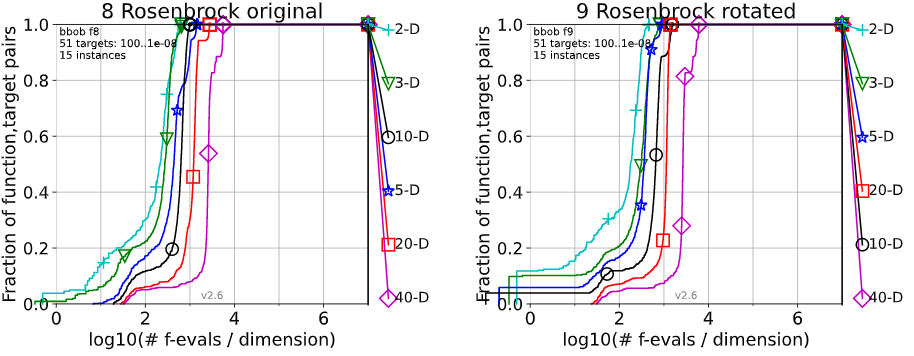 8 Rosenbrock original
bbob f8
51 targets: 100..1e-08
15 instances
Fraction of function,target pairs
1.0
0.8
0.6
0.4
0.2
0.0
0
2
4
6
log10(# f-evals / dimension)
v2.6
2-D
3-D
10-D
5-D
20-D
40-D
9 Rosenbrock rotated
bbob f9
51 targets: 100..1e-08
15 instances
Fraction of function,target pairs
1.0
0.8
0.6
0.4
0.2
0.0
0
2
4
6
log10(# f-evals / dimension)
v2.6
2-D
3-D
5-D
20-D
10-D
40-D